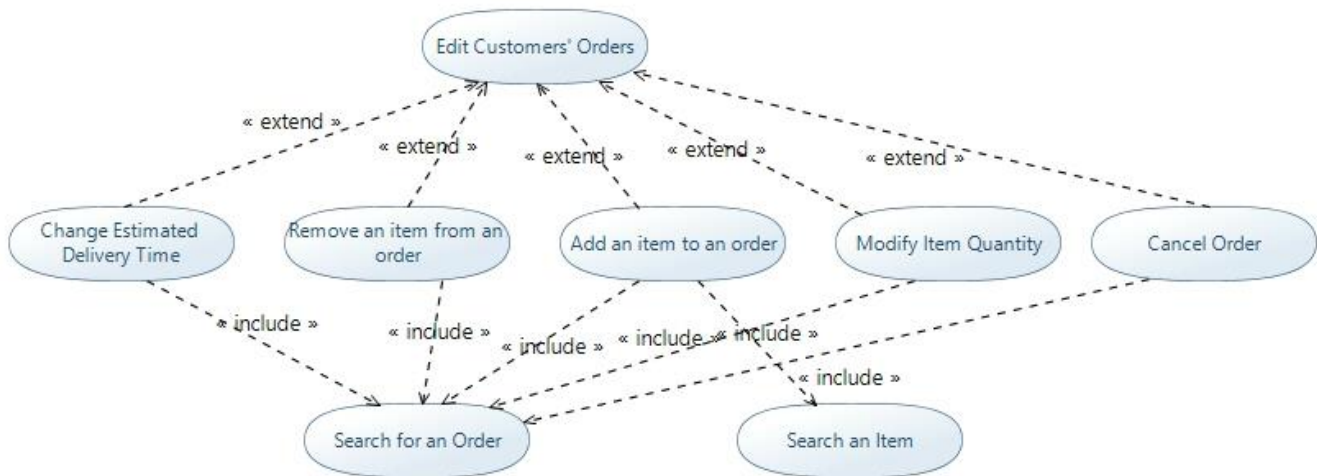 Edit Customers' Orders
« extend »
« extend »
« extend »
« extend »
« extend »
Change Estimated
Delivery Time
Remove an item from an
order
Add an item to an order
Modify Item Quantity
Cancel Order
« include »
« include »
« include »
« include »
« include »
« include »
Search for an Order
Search an Item